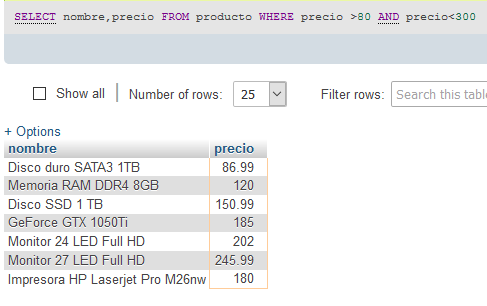 SELECT nombre,precio FROM producto WHERE precio >80 AND precio<300
Show all Number of rows: 25 Filter rows: Search this table
+ Options
nombre precio
Disco duro SATA3 1TB 86.99
Memoria RAM DDR4 8GB 120
Disco SSD 1 TB 150.99
GeForce GTX 1050Ti 185
Monitor 24 LED Full HD 202
Monitor 27 LED Full HD 245.99
Impresora HP Laserjet Pro M26nw 180